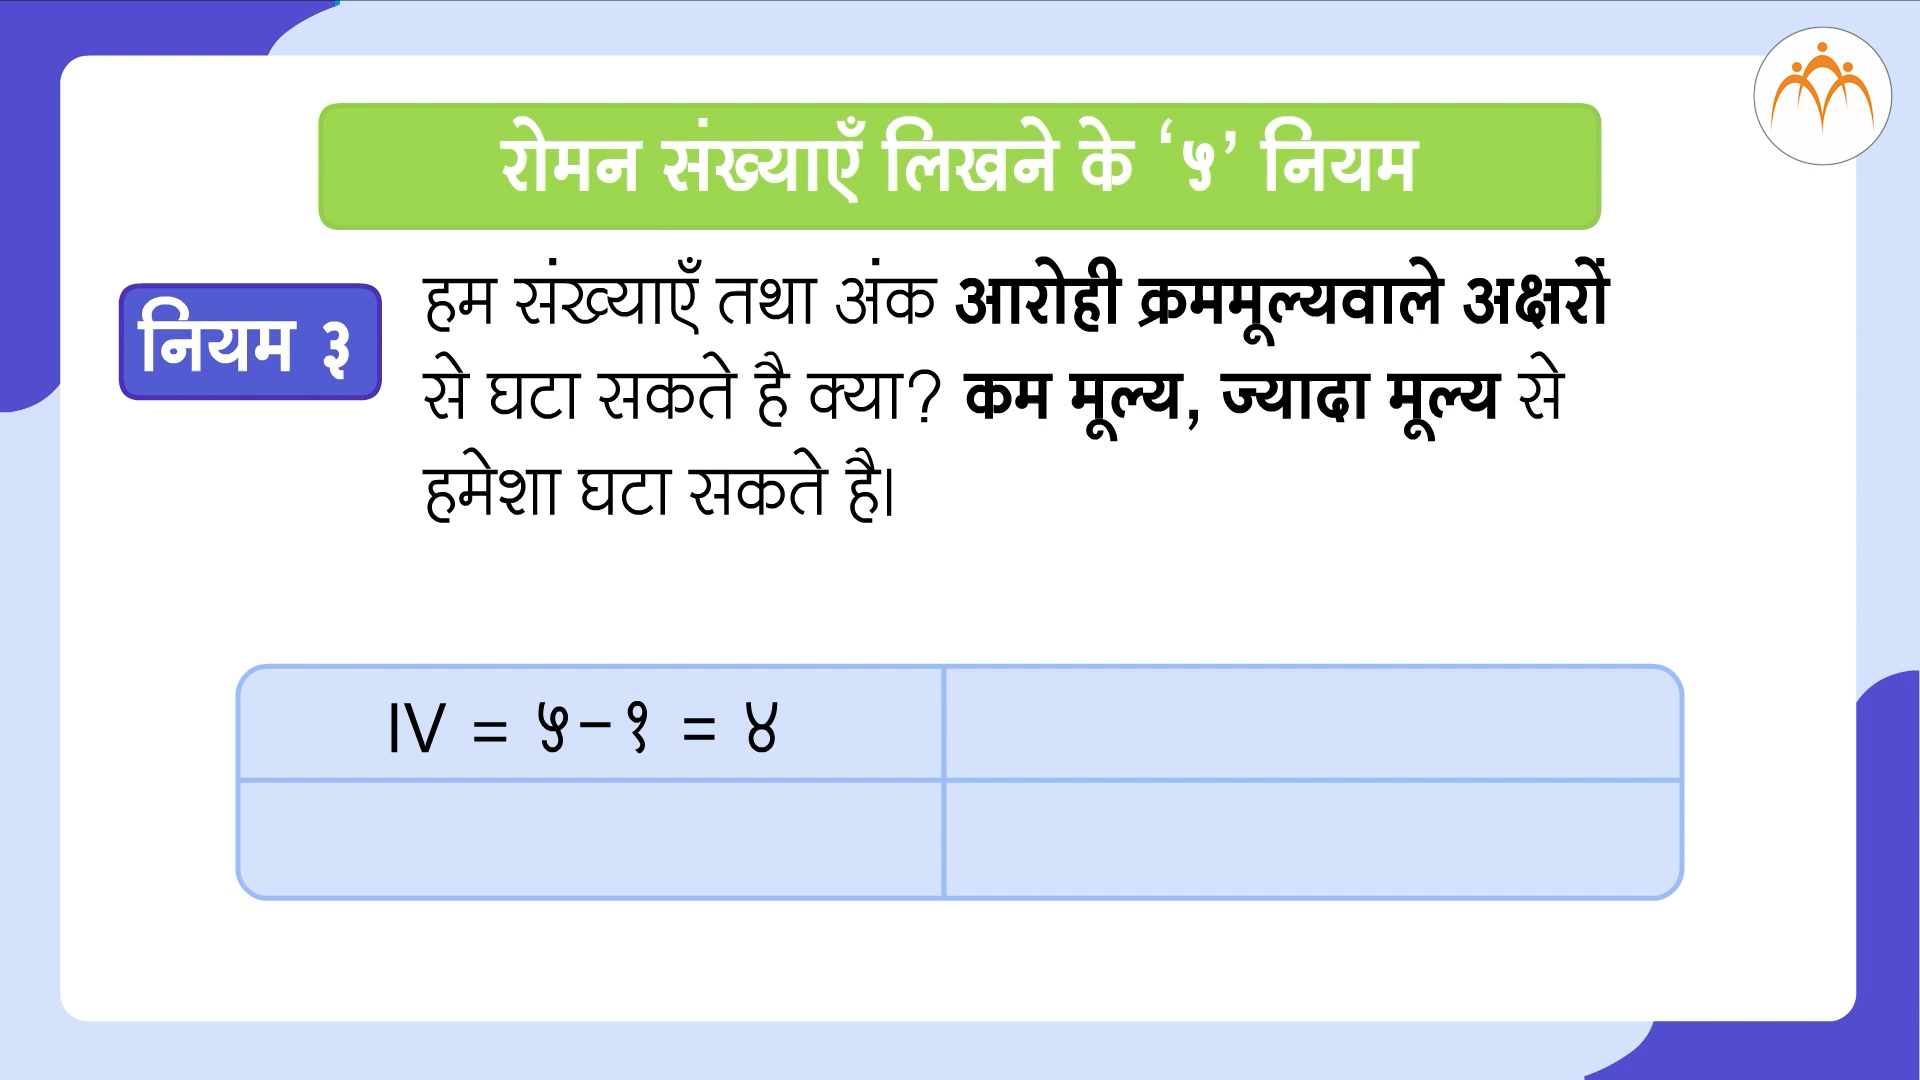 रोमन संख्याएँ लिखने के ‘५’ नियम
नियम ३
हम संख्याएँ तथा अंक आरोही क्रममूल्यवाले अक्षरों
से घटा सकते है क्या? कम मूल्य, ज्यादा मूल्य से
हमेशा घटा सकते है।
IV = ५−१ = ४